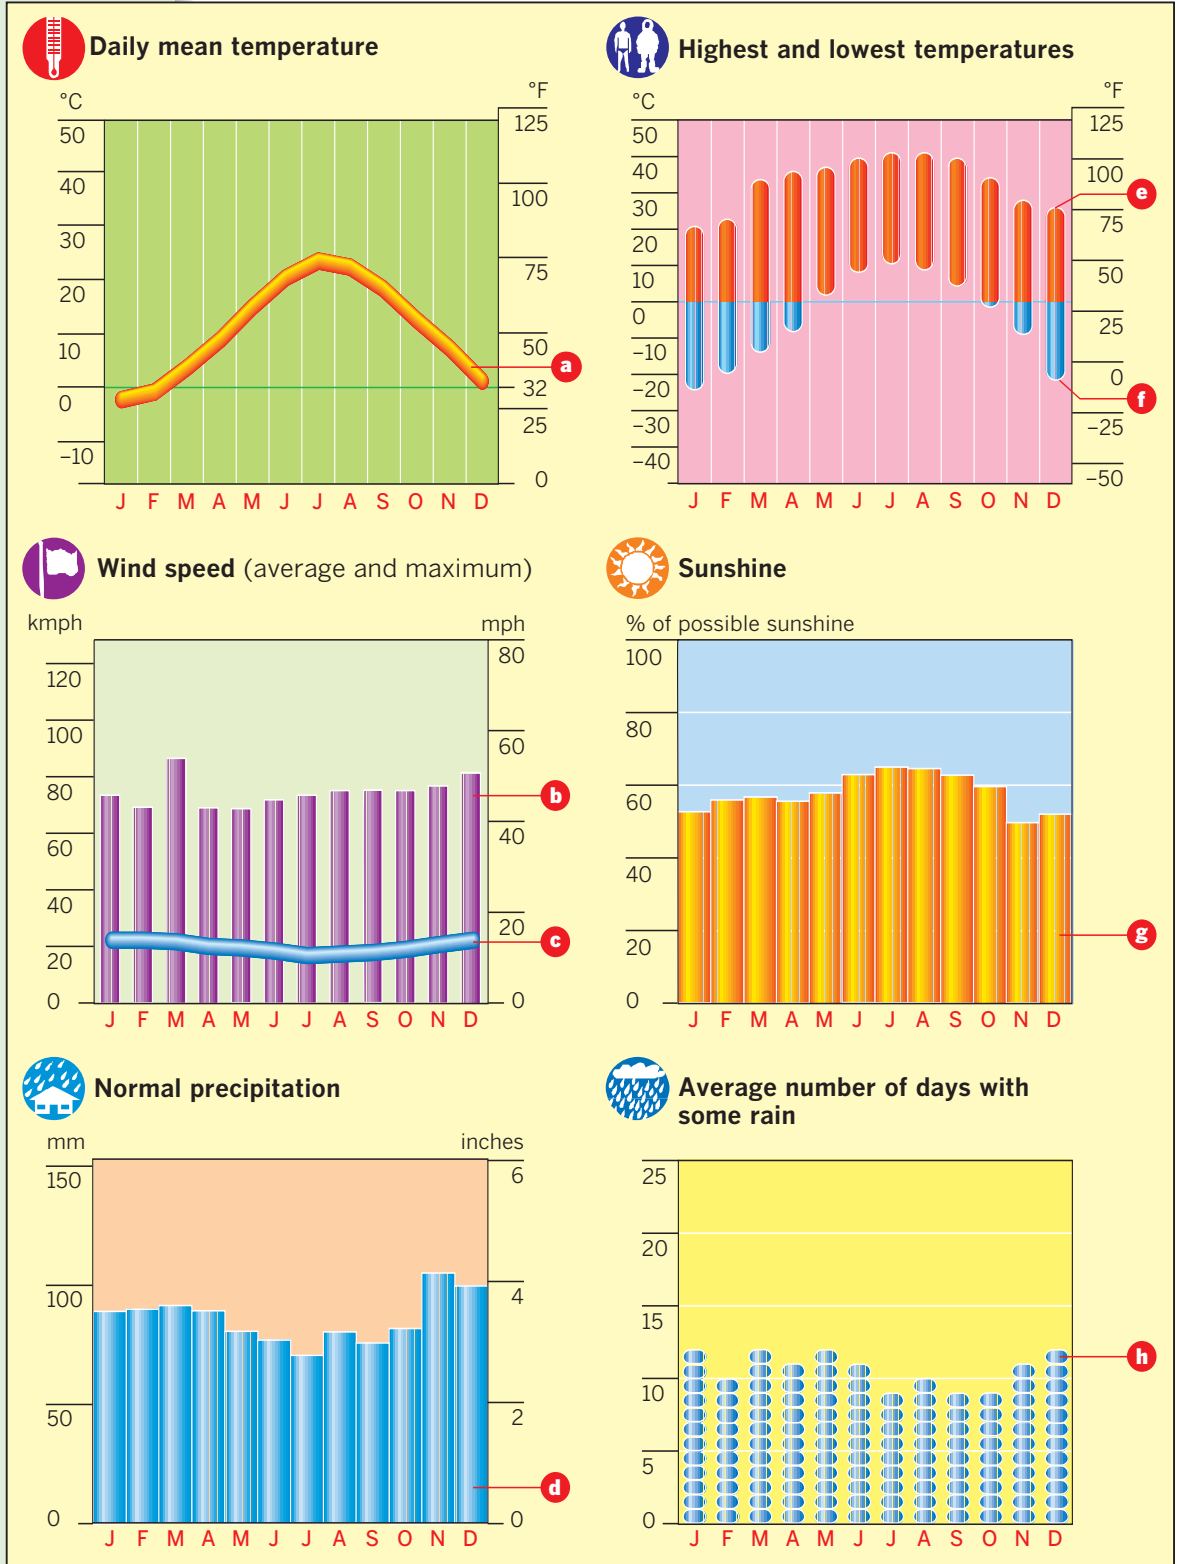 Daily mean temperature
°C
°F
50
40
30
20
10
0
–10
125
100
75
50
32
25
0
a
J F M A M J J A S O N D
Highest and lowest temperatures
°C
°F
50
40
30
20
10
0
–10
–20
–30
–40
125
100
75
50
25
0
–25
–50
e
f
J F M A M J J A S O N D
Wind speed (average and maximum)
kmph
mph
120
100
80
60
40
20
0
80
60
40
20
0
b
c
J F M A M J J A S O N D
Sunshine
% of possible sunshine
100
80
60
40
20
0
g
J F M A M J J A S O N D
Normal precipitation
mm
inches
150
100
50
0
6
4
2
0
d
J F M A M J J A S O N D
Average number of days with
some rain
25
20
15
10
5
0
h
J F M A M J J A S O N D